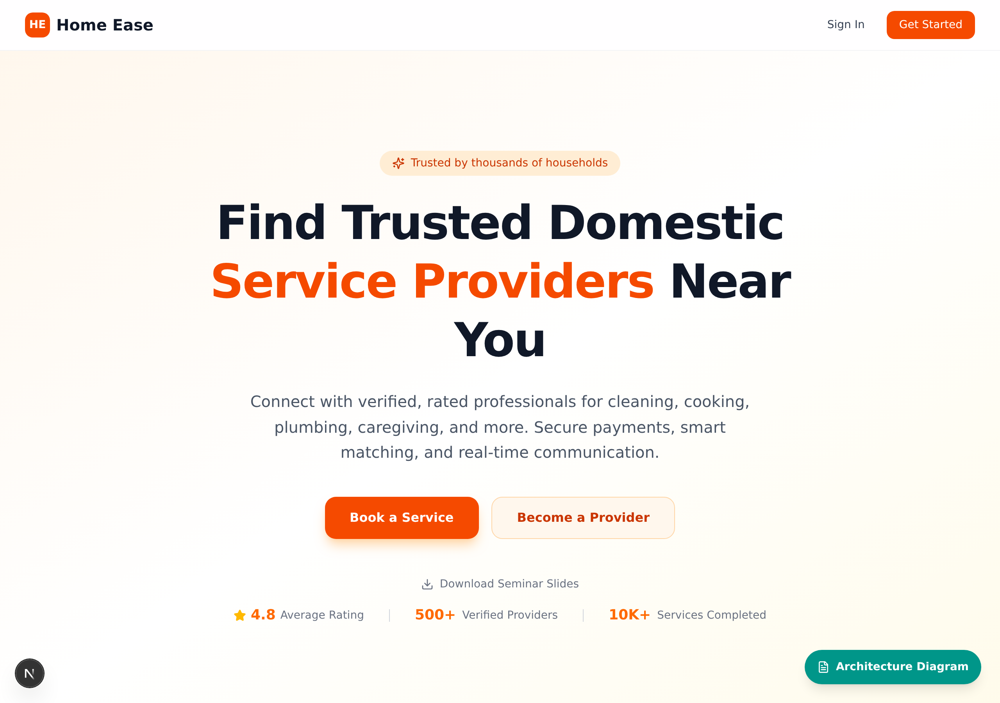 HE Home Ease Sign In Get Started
Trusted by thousands of households
Find Trusted Domestic
Service Providers Near
You
Connect with verified, rated professionals for cleaning, cooking,
plumbing, caregiving, and more. Secure payments, smart
matching, and real-time communication.
Book a Service Become a Provider
Download Seminar Slides
4.8 Average Rating 500+ Verified Providers 10K+ Services Completed
N Architecture Diagram